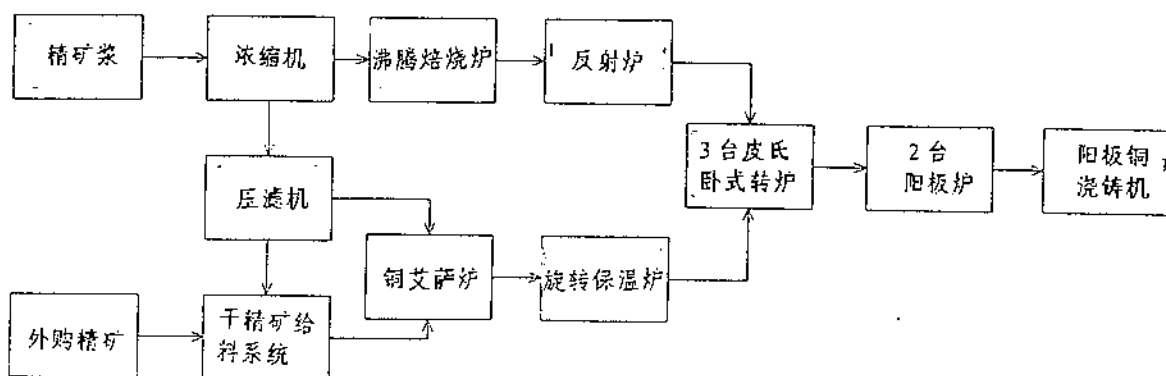 精矿浆
浓缩机
沸腾焙烧炉
反射炉
3台皮氏
卧式转炉
2台
阳板炉
阳板铜
浇铸机
压滤机
铜艾萨炉
旋转保温炉
外购精矿
干精矿给
料系统